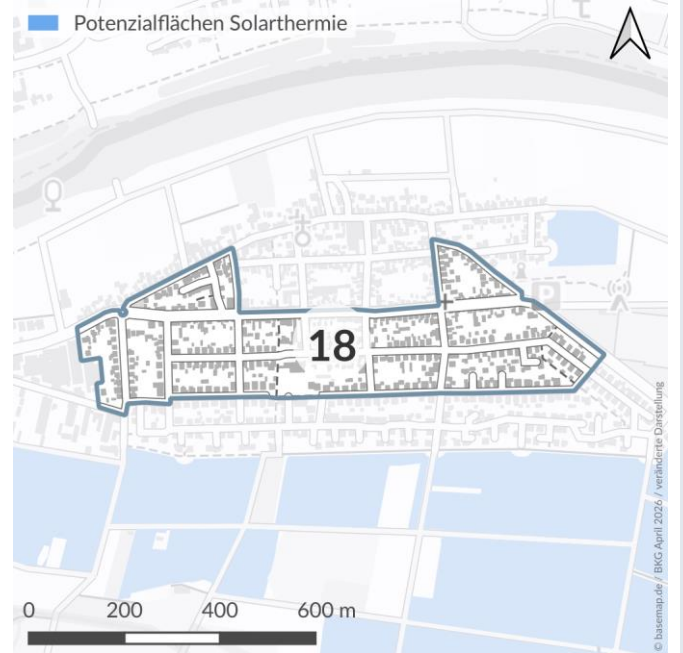 Potenzialflächen Solarthermie
P
18
0 200 400 600 m
© basemap.de / BKG April 2026 / veränderte Darstellung